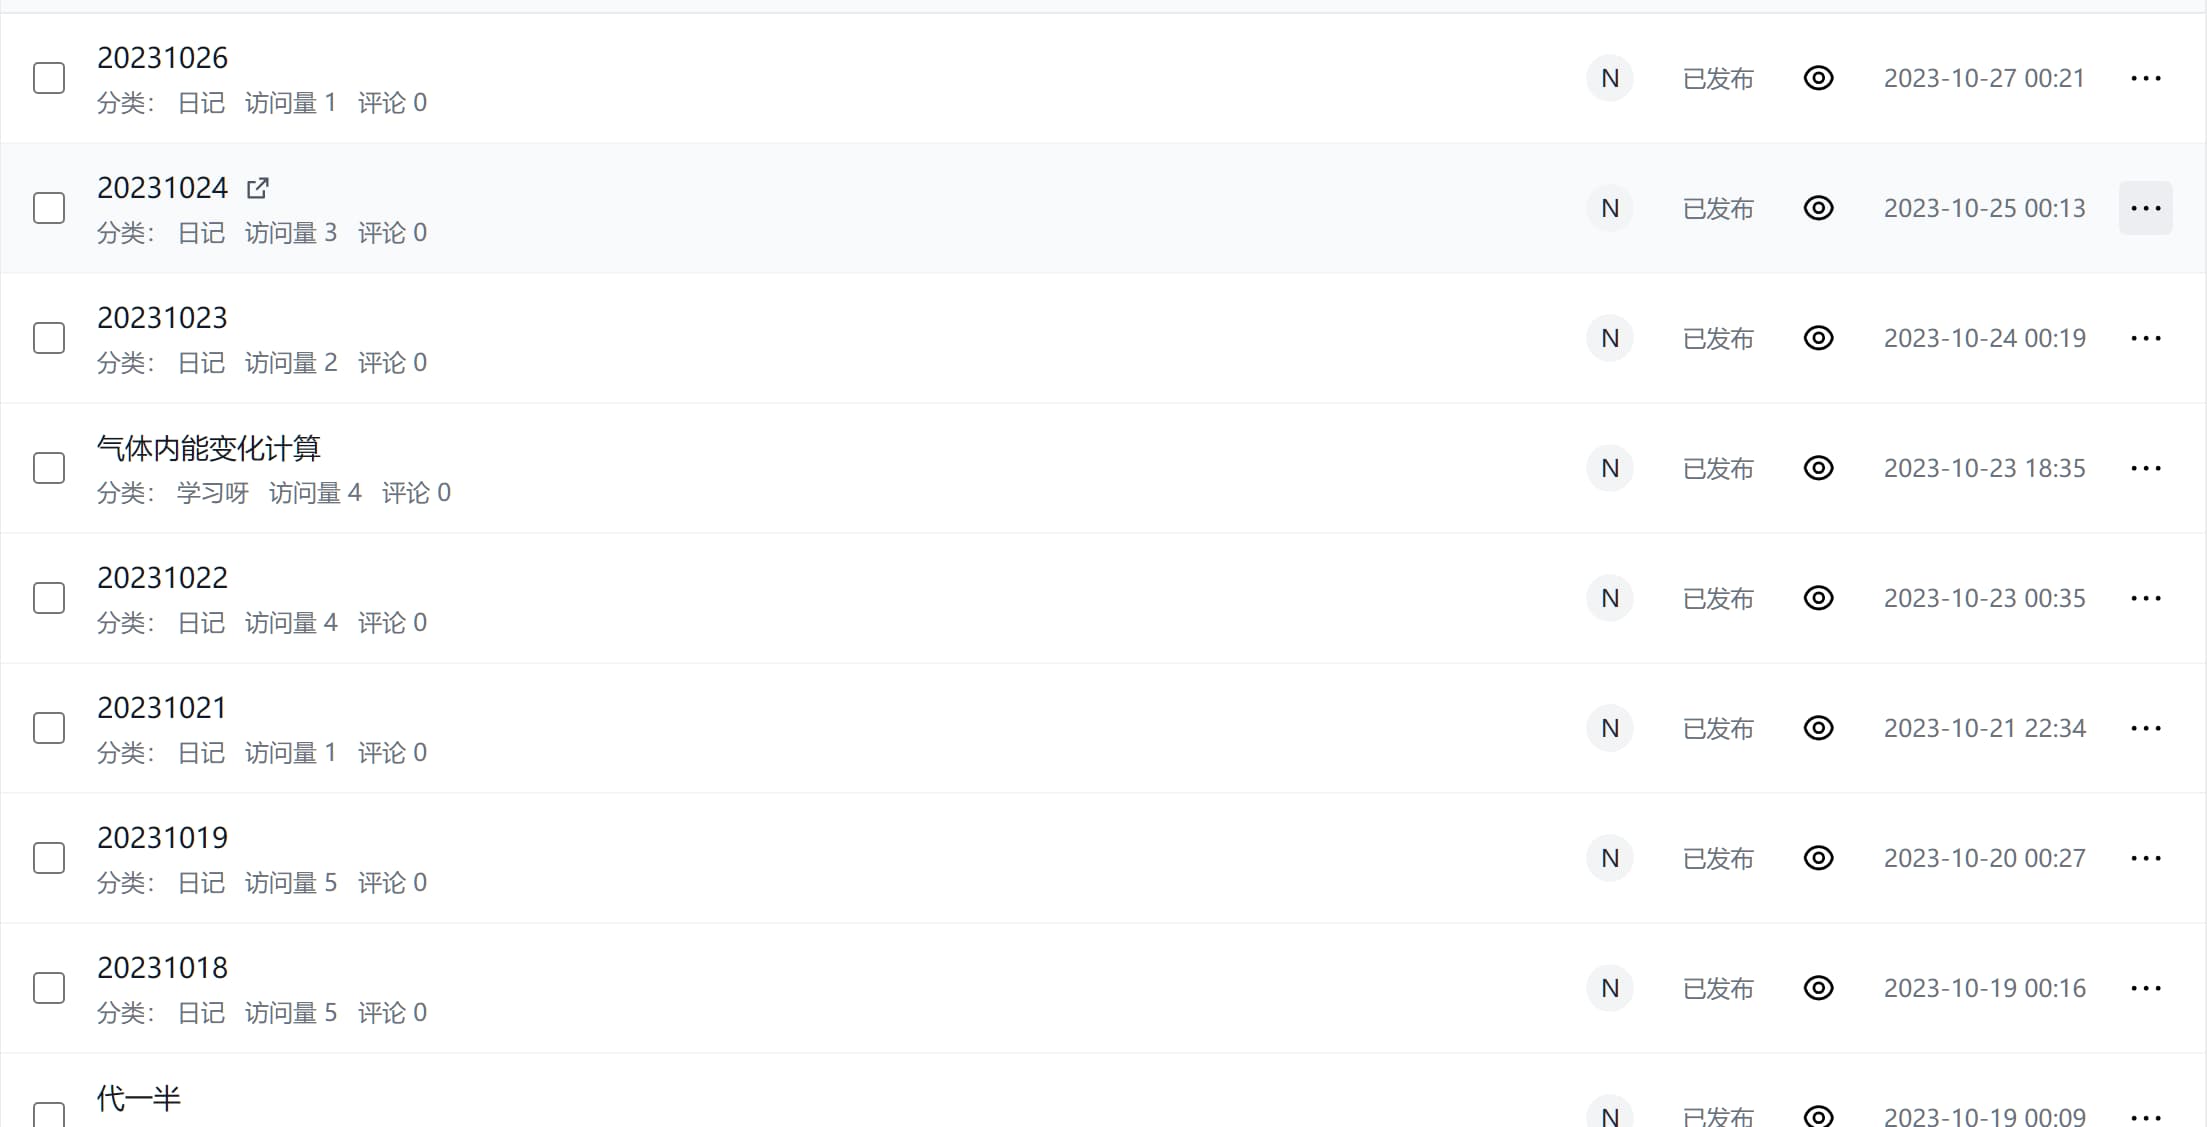 20231026
分类： 日记 访问量 1 评论 0
N 已发布 2023-10-27 00:21
20231024
分类： 日记 访问量 3 评论 0
N 已发布 2023-10-25 00:13
20231023
分类： 日记 访问量 2 评论 0
N 已发布 2023-10-24 00:19
气体内能变化计算
分类： 学习呀 访问量 4 评论 0
N 已发布 2023-10-23 18:35
20231022
分类： 日记 访问量 4 评论 0
N 已发布 2023-10-23 00:35
20231021
分类： 日记 访问量 1 评论 0
N 已发布 2023-10-21 22:34
20231019
分类： 日记 访问量 5 评论 0
N 已发布 2023-10-20 00:27
20231018
分类： 日记 访问量 5 评论 0
N 已发布 2023-10-19 00:16
代一半
N 已发布 2023-10-19 00:09